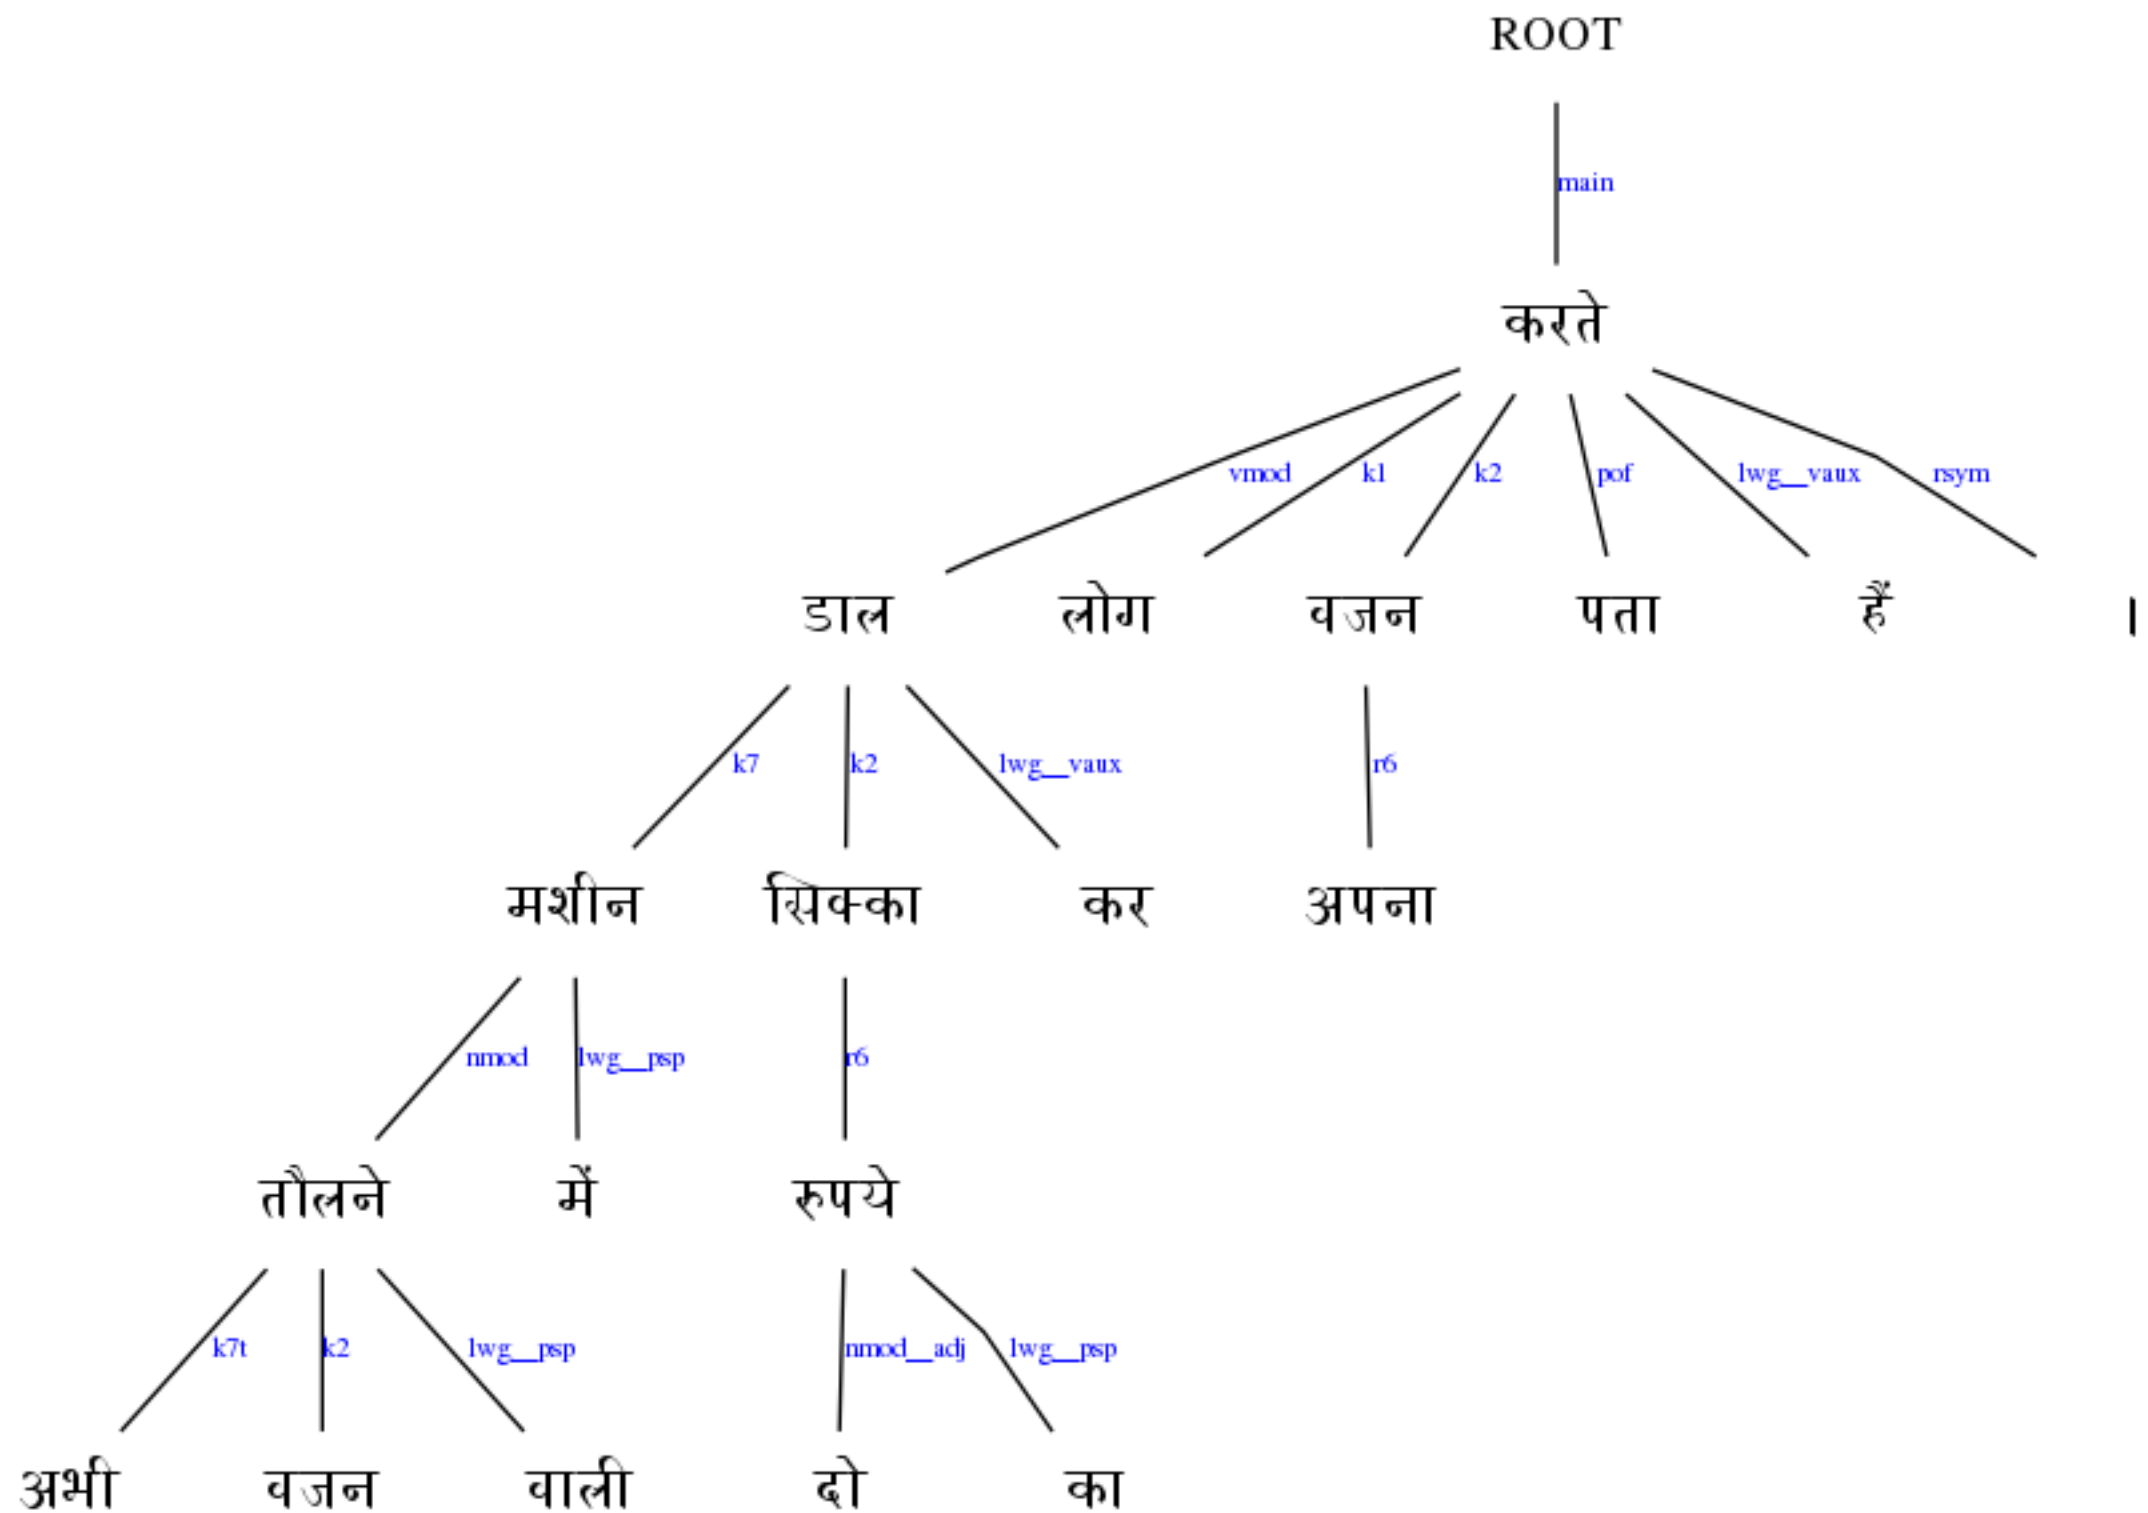 ROOT
main
करते
vmod k1 k2 pof lwg__vaux rsym
डाल लोग वजन पता हैं ।
k7 k2 lwg__vaux r6
मशीन सिक्का कर अपना
nmod lwg__psp r6
तौलने में रुपये
k7t k2 lwg__psp nmod__adj lwg__psp
अभी वजन वाली दो का